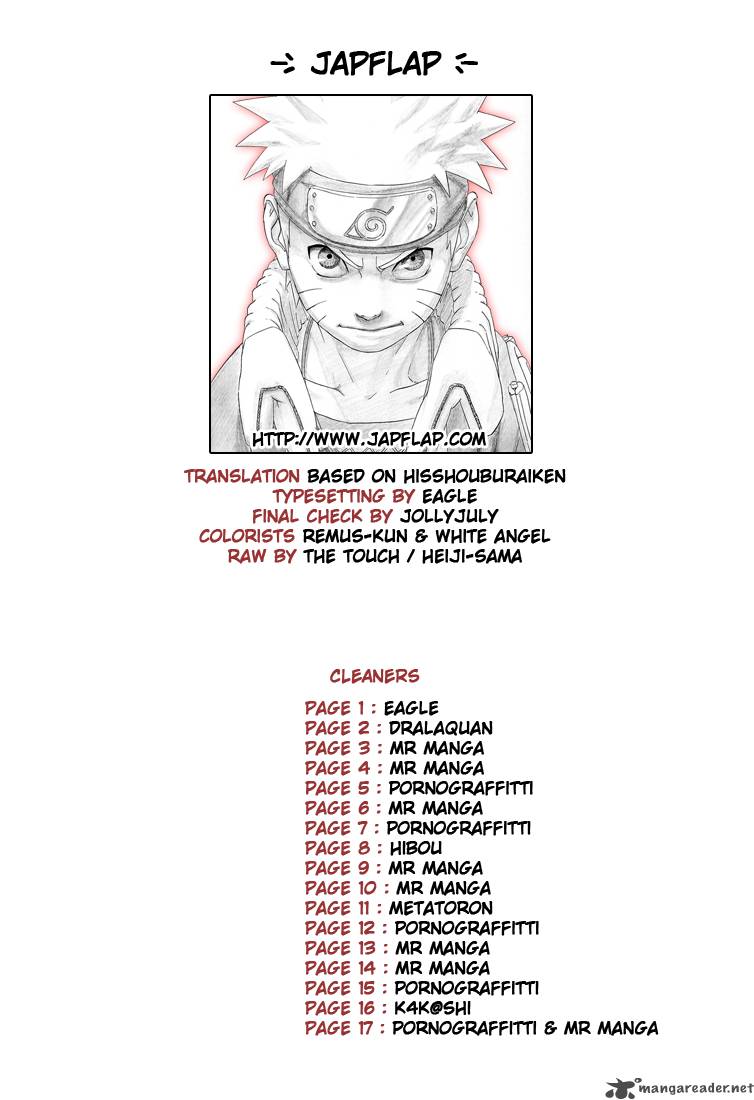 JAPFLAP
HTTP://WWW.JAPFLAP.COM
TRANSLATION BASED ON HISSHOUBURAIKEN
TYPESETTING BY EAGLE
FINAL CHECK BY JOLLYJULY
COLORISTS REMUS-KUN & WHITE ANGEL
RAW BY THE TOUCH / HEIJI-SAMA
CLEANERS
PAGE 1 : EAGLE
PAGE 2 : DRALAQUAN
PAGE 3 : MR MANGA
PAGE 4 : MR MANGA
PAGE 5 : PORNOGRAFFITTI
PAGE 6 : MR MANGA
PAGE 7 : PORNOGRAFFITTI
PAGE 8 : HIBOU
PAGE 9 : MR MANGA
PAGE 10 : MR MANGA
PAGE 11 : METATORON
PAGE 12 : PORNOGRAFFITTI
PAGE 13 : MR MANGA
PAGE 14 : MR MANGA
PAGE 15 : PORNOGRAFFITTI
PAGE 16 : K4K@SHI
PAGE 17 : PORNOGRAFFITTI & MR MANGA
mangareader.net